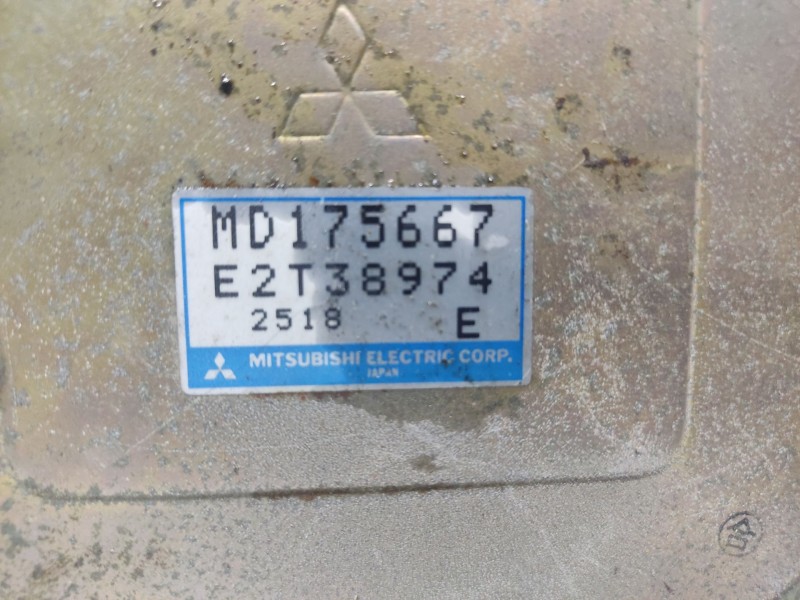 MD175667
E2T38974
2518 E
MITSUBISHI ELECTRIC CORP.
JAPAN